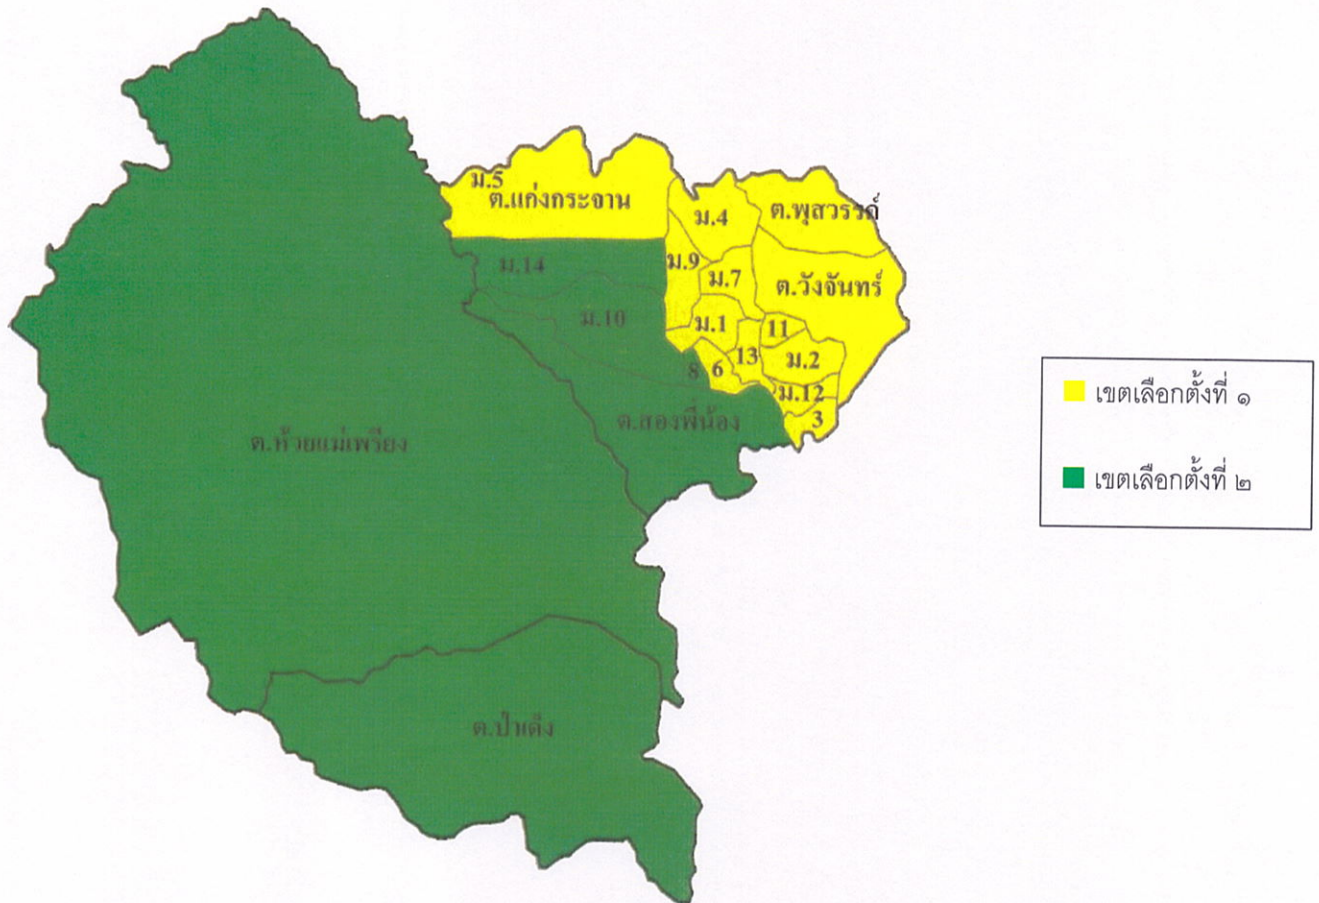 ม.5
ต.แก่งกระจาน
ม.4
ต.พุสวรรค์
ม.9
ม.14
ม.7
ต.วังจันทร์
ม.10
ม.1
11
13
ม.2
8
6
ม.12
3
ต.สองพี่น้อง
ต.ห้วยแม่เพรียง
ต.ป่าเด็ง
เขตเลือกตั้งที่ ๑
เขตเลือกตั้งที่ ๒